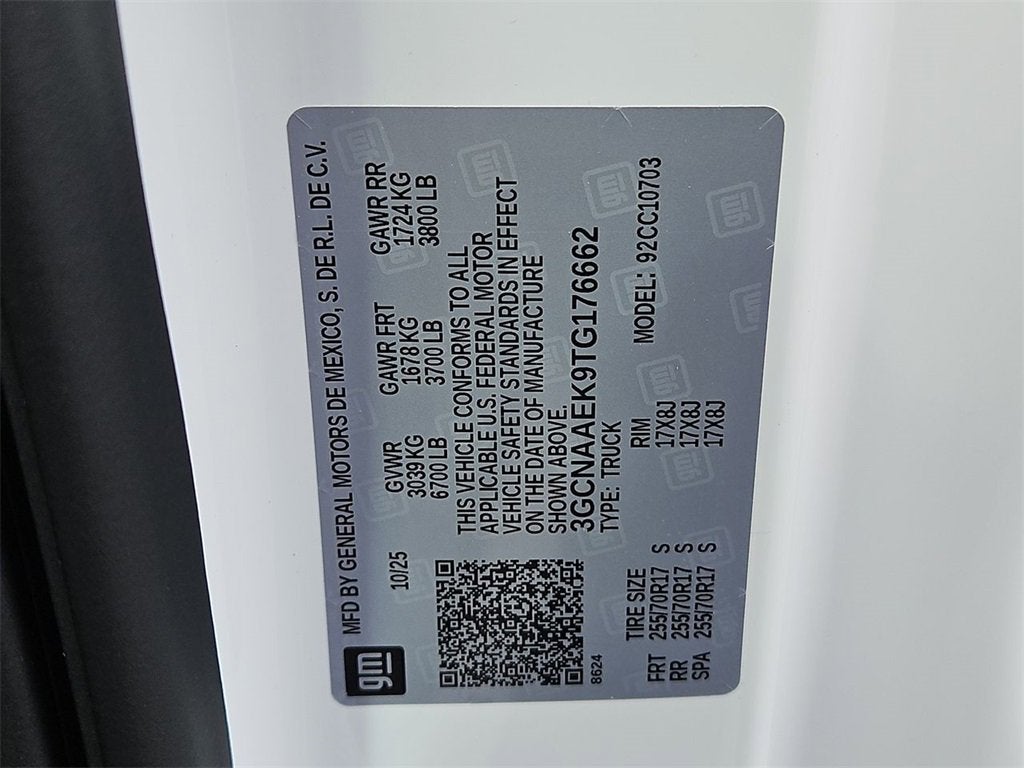 gm
MFD BY GENERAL MOTORS DE MEXICO, S. DE R.L. DE C.V.
10/25 GVWR GAWR FRT GAWR RR
3039 KG 1678 KG 1724 KG
6700 LB 3700 LB 3800 LB
THIS VEHICLE CONFORMS TO ALL
APPLICABLE U.S. FEDERAL MOTOR
VEHICLE SAFETY STANDARDS IN EFFECT
ON THE DATE OF MANUFACTURE
SHOWN ABOVE.
3GCNAAEK9TG176662
8624 TYPE: TRUCK
TIRE SIZE RIM MODEL: 92CC10703
FRT 255/70R17 S 17X8J
RR 255/70R17 S 17X8J
SPA 255/70R17 S 17X8J